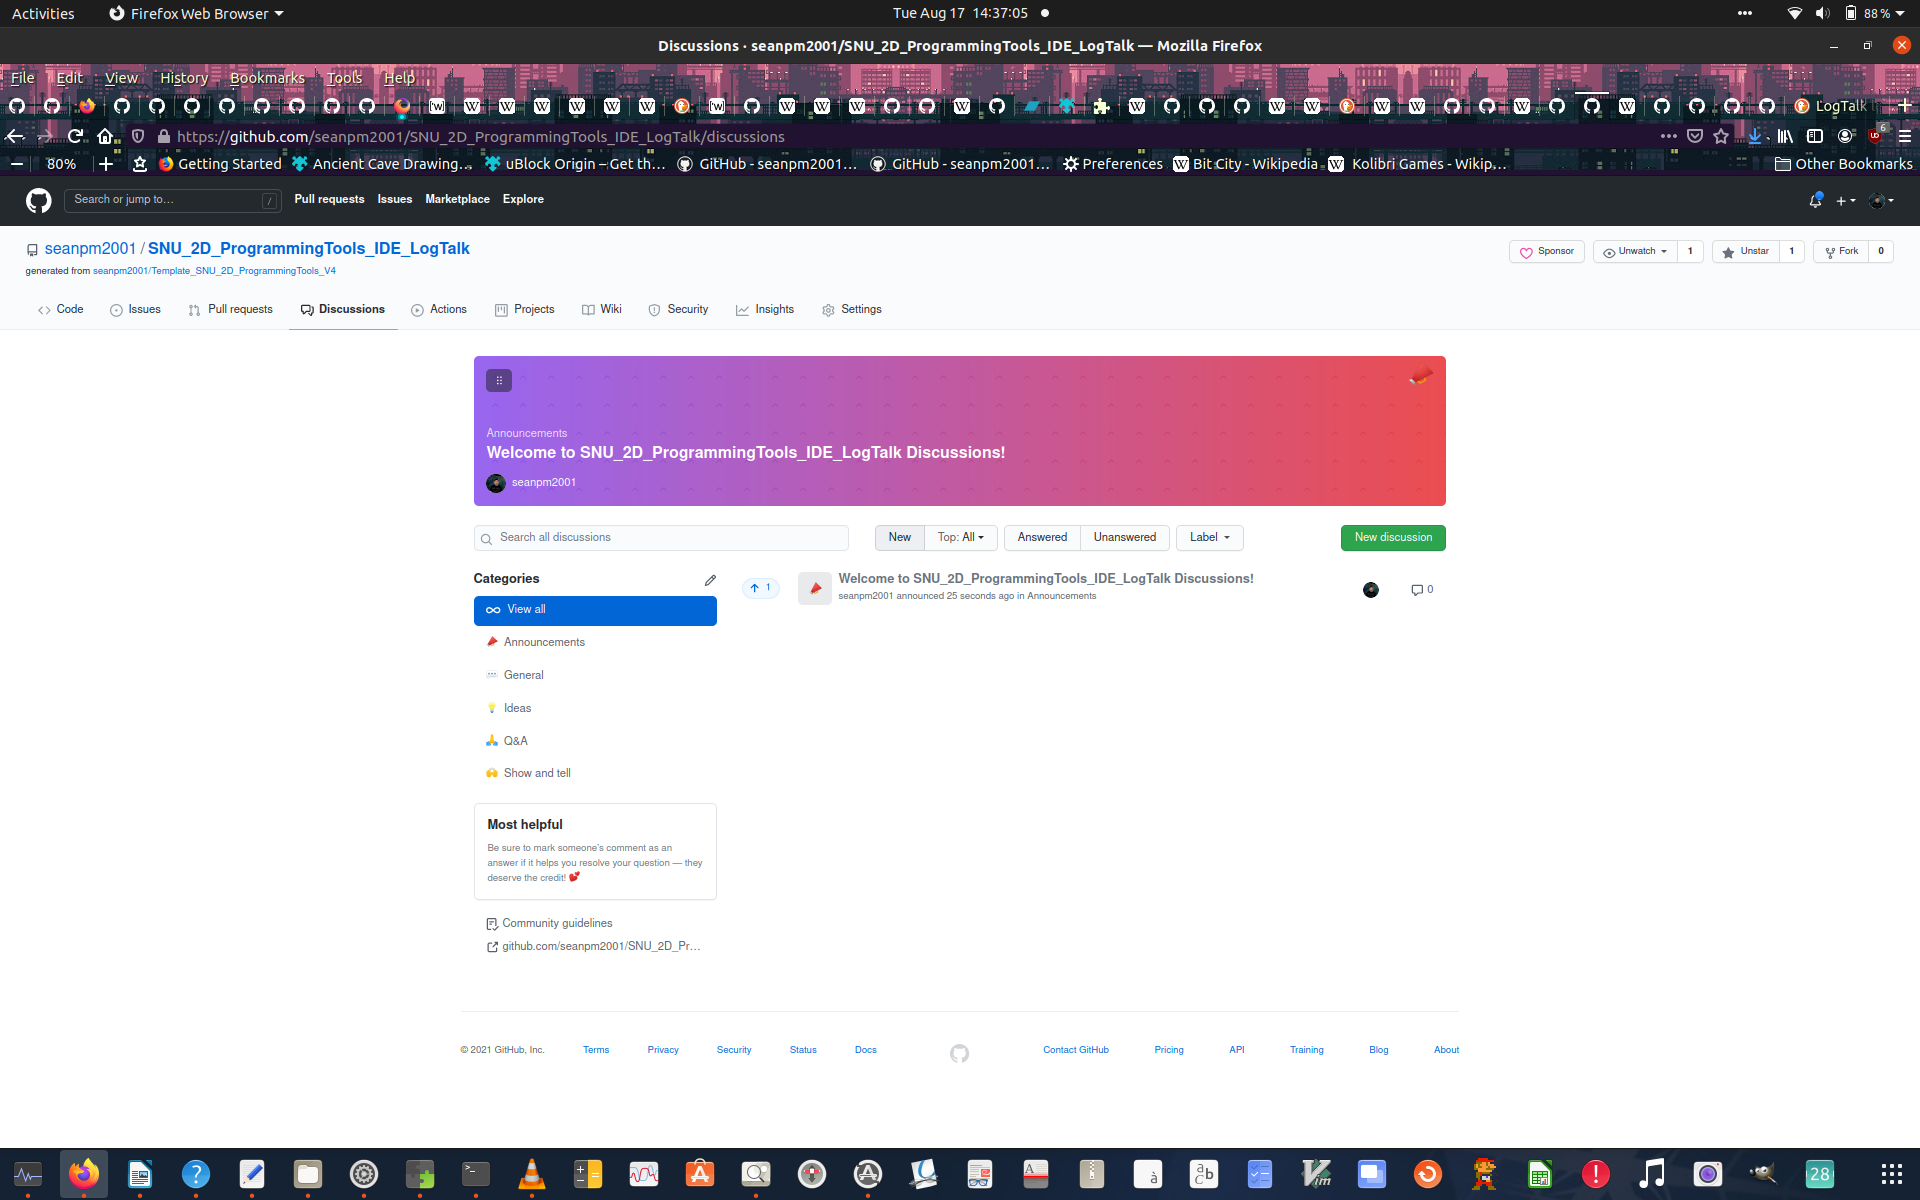 Activities
Firefox Web Browser
Tue Aug 17 14:37:05
88 %
Discussions · seanpm2001/SNU_2D_ProgrammingTools_IDE_LogTalk — Mozilla Firefox
File Edit View History Bookmarks Tools Help
LogTalk
https://github.com/seanpm2001/SNU_2D_ProgrammingTools_IDE_LogTalk/discussions
6
80%
Getting Started
Ancient Cave Drawing…
uBlock Origin – Get th…
GitHub - seanpm2001…
GitHub - seanpm2001…
Preferences
Bit City - Wikipedia
Kolibri Games - Wikip…
Other Bookmarks
Search or jump to…
/
Pull requests
Issues
Marketplace
Explore
seanpm2001 / SNU_2D_ProgrammingTools_IDE_LogTalk
generated from seanpm2001/Template_SNU_2D_ProgrammingTools_V4
Sponsor
Unwatch 1
Unstar 1
Fork 0
Code
Issues
Pull requests
Discussions
Actions
Projects
Wiki
Security
Insights
Settings
Announcements
Welcome to SNU_2D_ProgrammingTools_IDE_LogTalk Discussions!
seanpm2001
Search all discussions
New
Top: All
Answered
Unanswered
Label
New discussion
Categories
View all
Announcements
General
Ideas
Q&A
Show and tell
1
Welcome to SNU_2D_ProgrammingTools_IDE_LogTalk Discussions!
seanpm2001 announced 25 seconds ago in Announcements
0
Most helpful
Be sure to mark someone's comment as an
answer if it helps you resolve your question — they
deserve the credit!
Community guidelines
github.com/seanpm2001/SNU_2D_Pr…
© 2021 GitHub, Inc.
Terms
Privacy
Security
Status
Docs
Contact GitHub
Pricing
API
Training
Blog
About
28